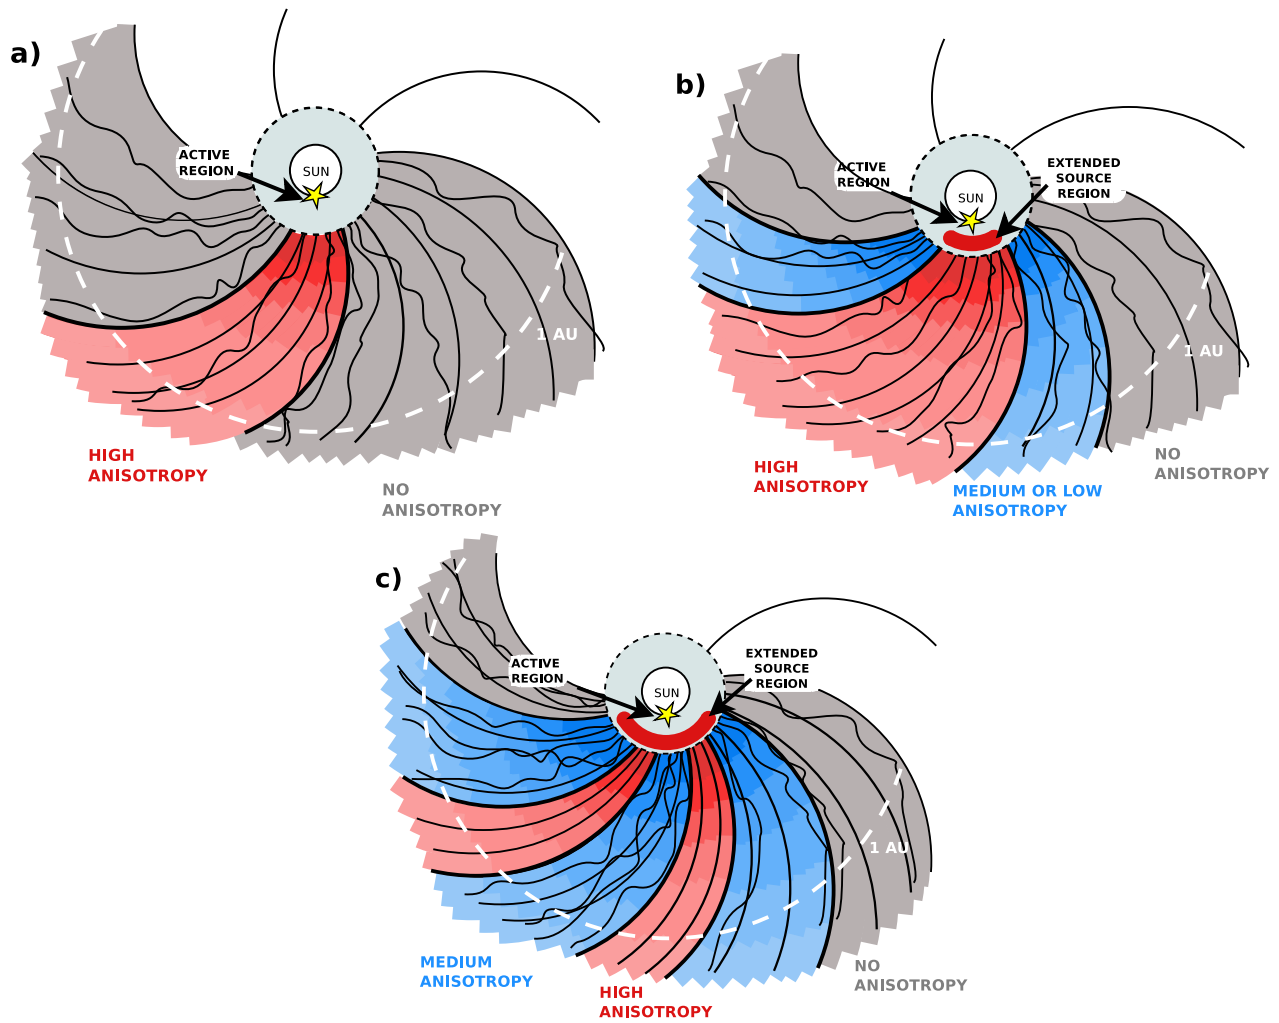 a)
ACTIVE
REGION
SUN
1 AU
HIGH
ANISOTROPY
NO
ANISOTROPY
b)
ACTIVE
REGION
SUN
EXTENDED
SOURCE
REGION
1 AU
HIGH
ANISOTROPY
MEDIUM OR LOW
ANISOTROPY
NO
ANISOTROPY
c)
ACTIVE
REGION
SUN
EXTENDED
SOURCE
REGION
1 AU
MEDIUM
ANISOTROPY
HIGH
ANISOTROPY
NO
ANISOTROPY